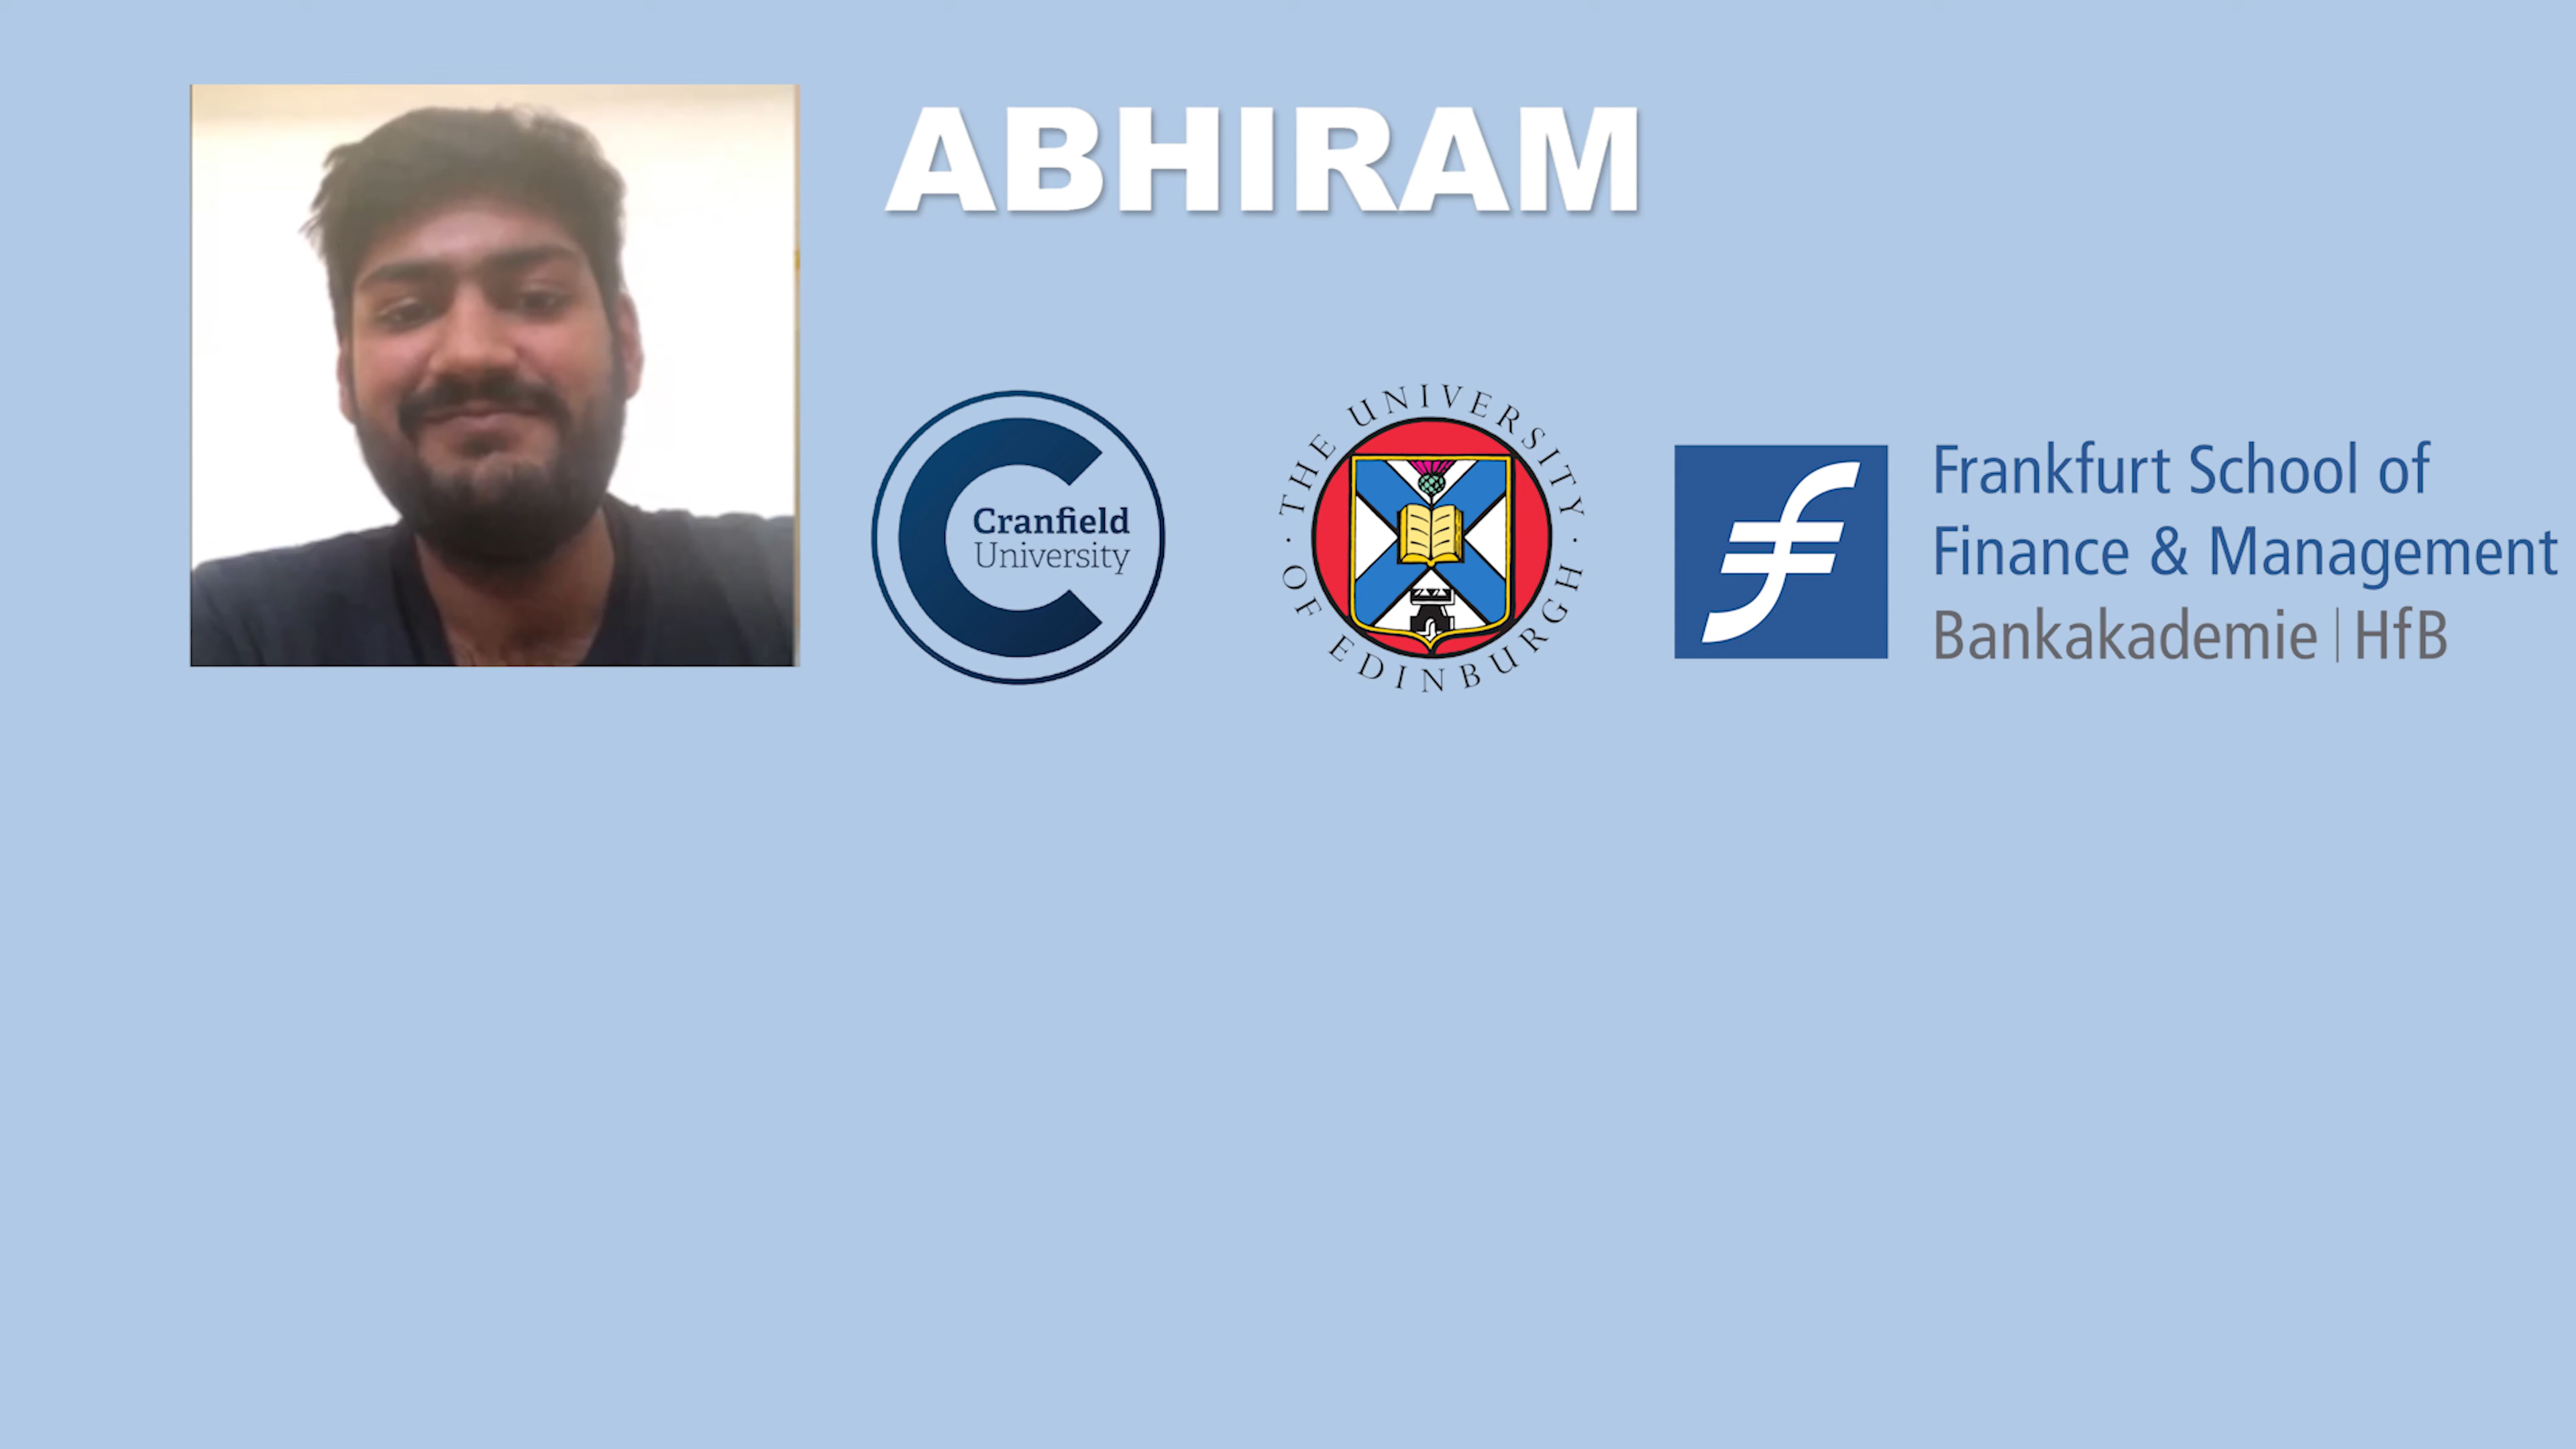 ABHIRAM
Cranfield
University
THE UNIVERSITY
OF EDINBURGH
Frankfurt School of
Finance & Management
Bankakademie | HfB